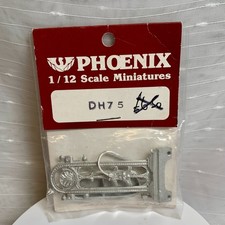 PHOENIX
1/12 Scale Miniatures
DH75